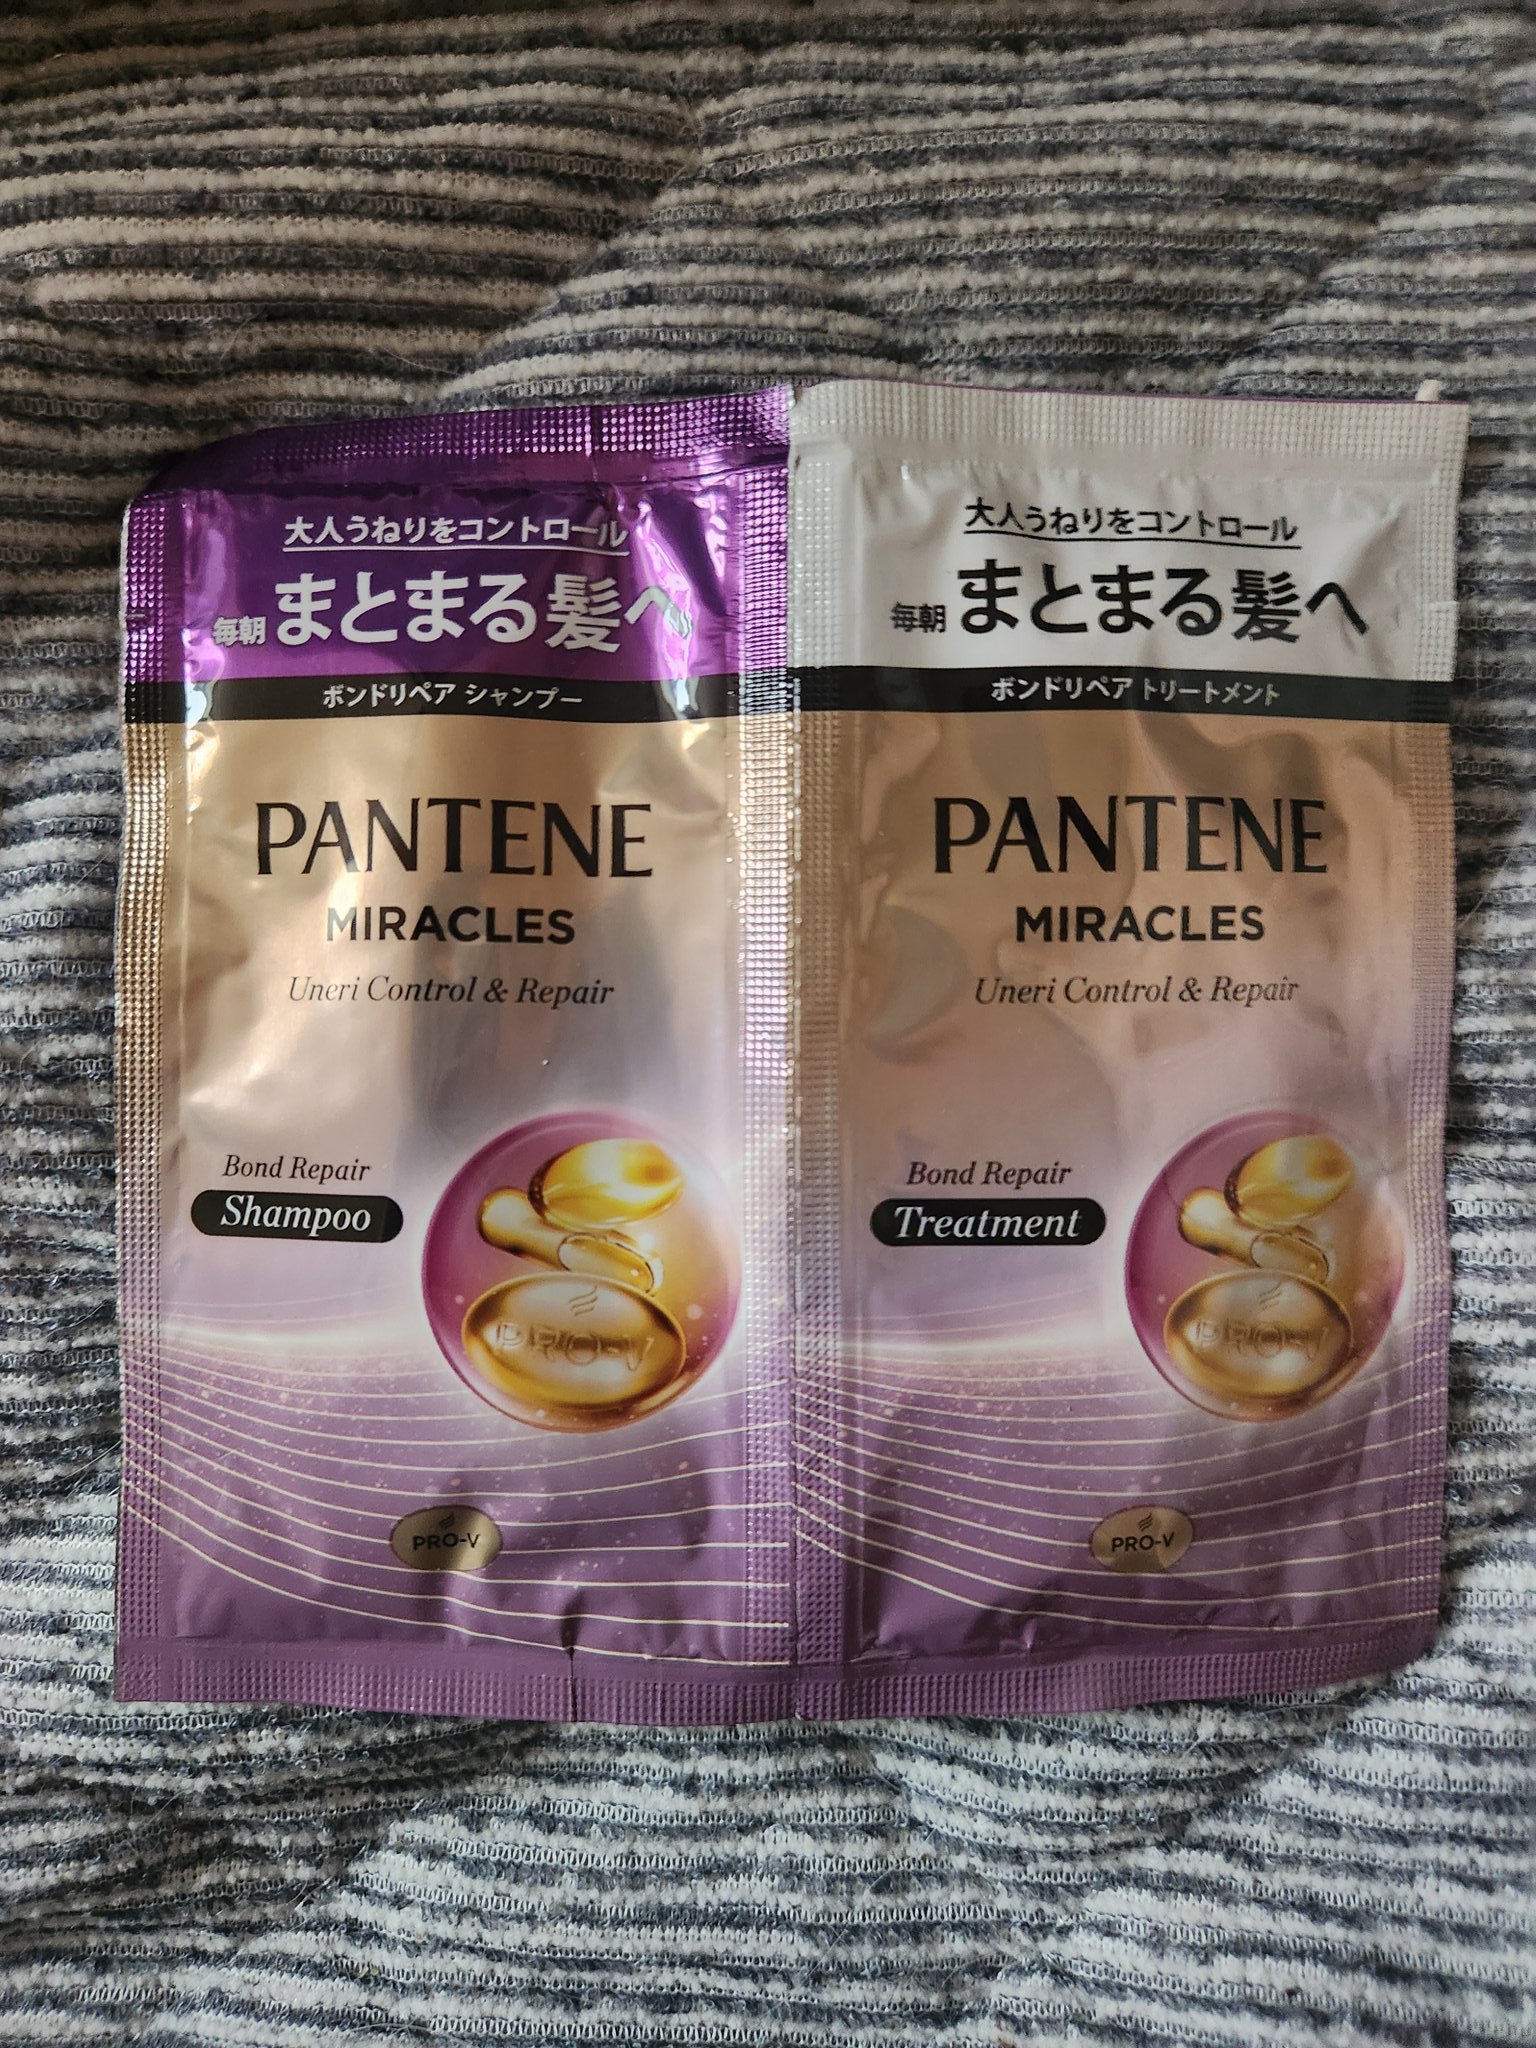 大人うねりをコントロール
毎朝 まとまる髪へ
ボンドリペア シャンプー
PANTENE
MIRACLES
Uneri Control & Repair
Bond Repair
Shampoo
PRO-V
PRO-V
大人うねりをコントロール
毎朝 まとまる髪へ
ボンドリペア トリートメント
PANTENE
MIRACLES
Uneri Control & Repair
Bond Repair
Treatment
PRO-V
PRO-V